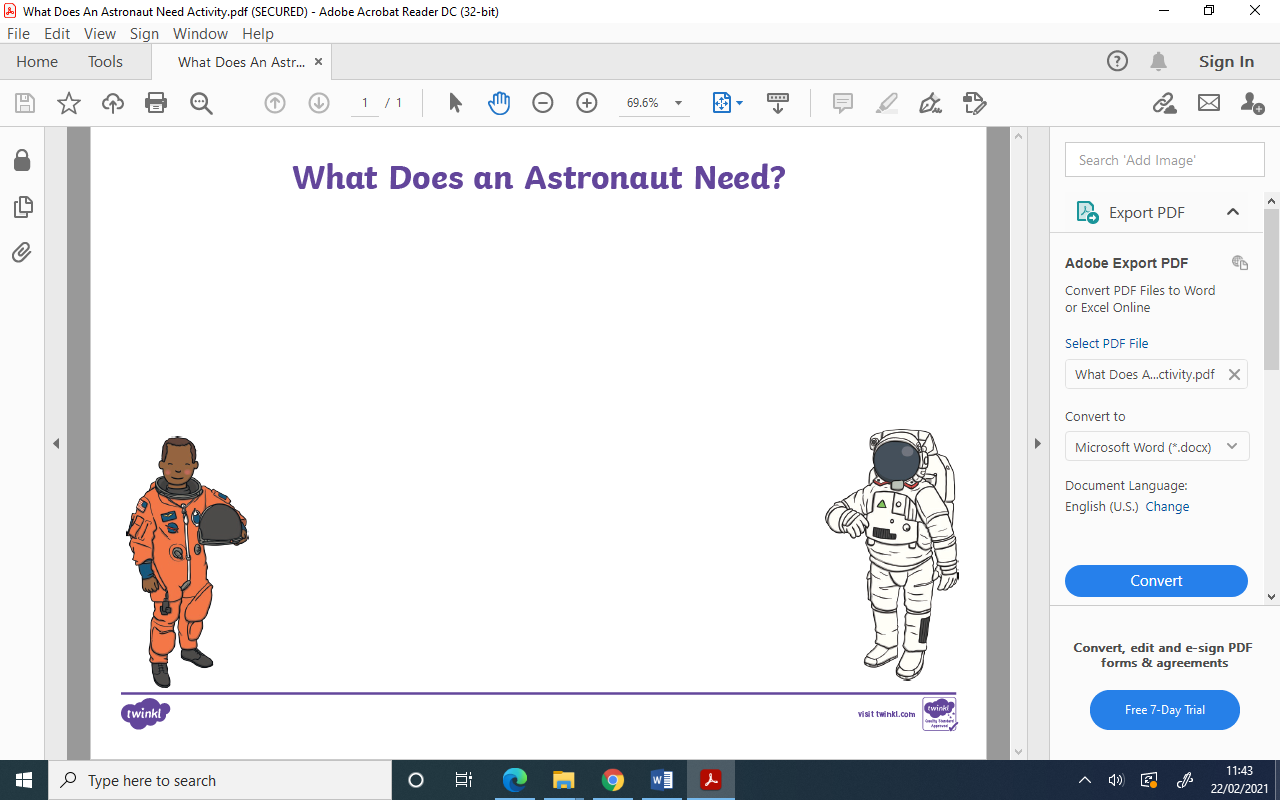 What Does An Astronaut Need Activity.pdf (SECURED) - Adobe Acrobat Reader DC (32-bit)
File Edit View Sign Window Help
Home Tools What Does An Astr... × Sign In
1 / 1 69.6%
What Does an Astronaut Need?
twinkl
visit twinkl.com
twinkl
Quality Standard
Approved
Search 'Add Image'
Export PDF
Adobe Export PDF
Convert PDF Files to Word
or Excel Online
Select PDF File
What Does A...ctivity.pdf
Convert to
Microsoft Word (*.docx)
Document Language:
English (U.S.) Change
Convert
Convert, edit and e-sign PDF
forms & agreements
Free 7-Day Trial
Type here to search
11:43
22/02/2021